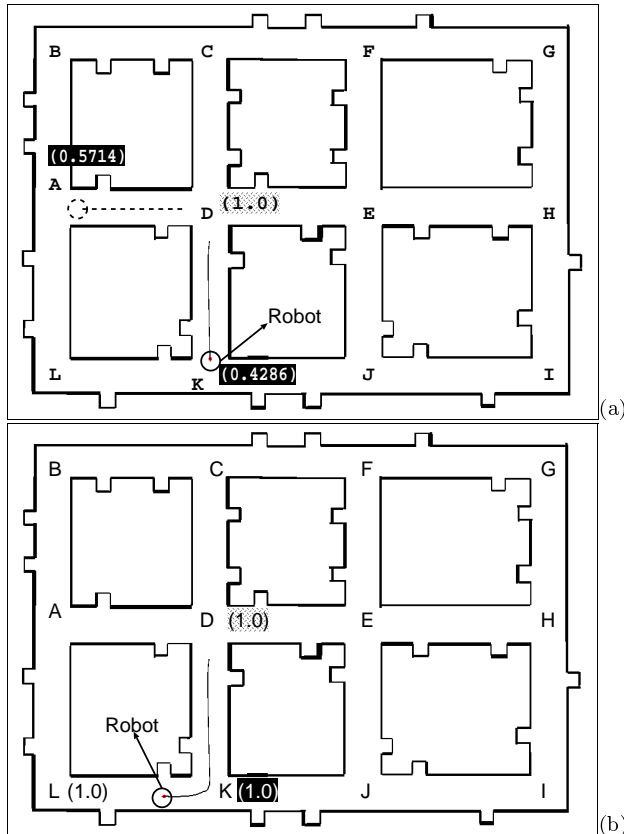 B C F G
(0.5714)
A
D (1.0) E H
Robot
L K (0.4286) J I
(a)
B C F G
A D (1.0) E H
Robot
L (1.0) K (1.0) J I
(b)